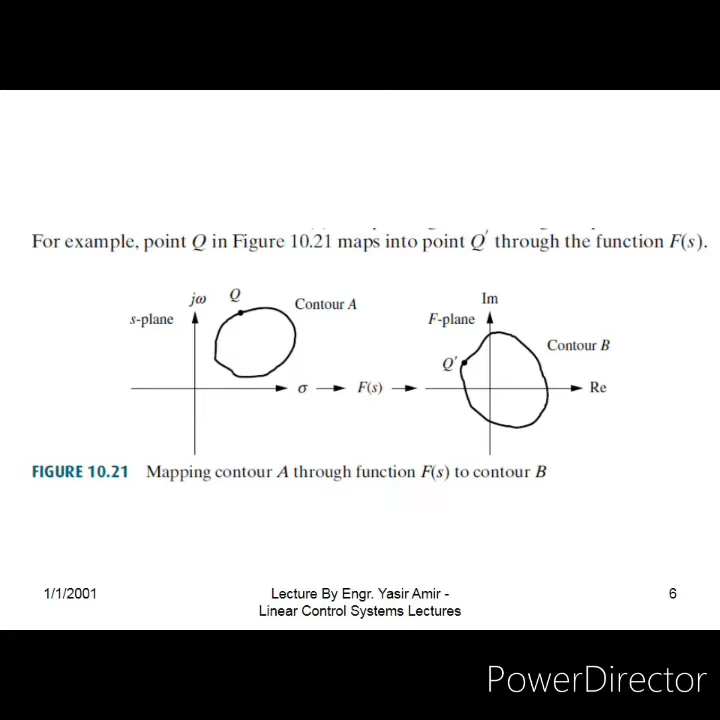 For example, point Q in Figure 10.21 maps into point Q′ through the function F(s).
jω
Q
Contour A
s-plane
σ
F(s)
Im
F-plane
Contour B
Q′
Re
FIGURE 10.21 Mapping contour A through function F(s) to contour B
1/1/2001
Lecture By Engr. Yasir Amir -
Linear Control Systems Lectures
6
PowerDirector